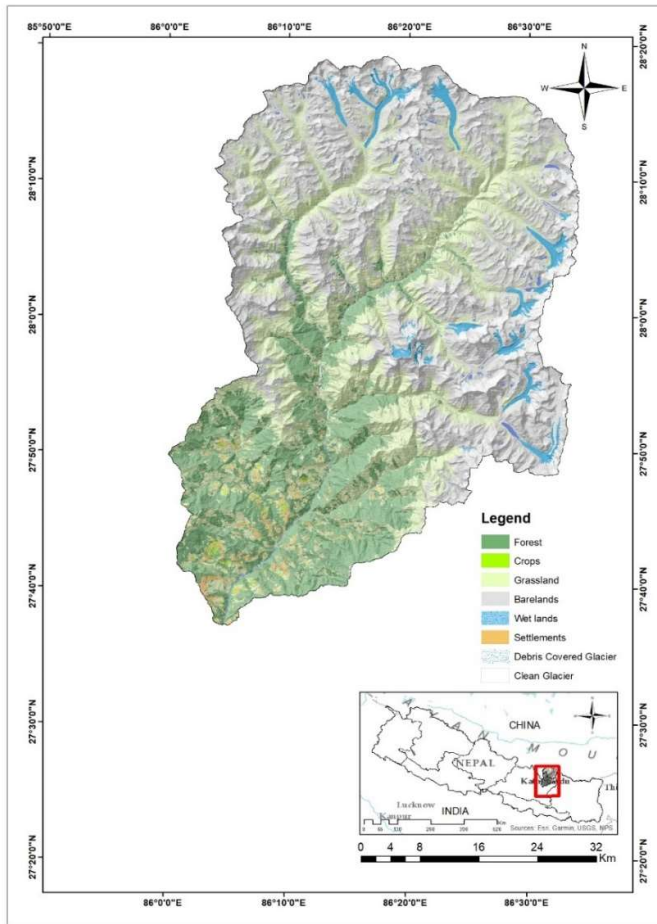 85°50'0"E 86°0'0"E 86°10'0"E 86°20'0"E 86°30'0"E
28°20'0"N
N
W E
S
28°10'0"N 28°10'0"N
28°0'0"N 28°0'0"N
27°50'0"N 27°50'0"N
27°40'0"N 27°40'0"N
27°30'0"N 27°30'0"N
27°20'0"N 27°20'0"N
Legend
Forest
Crops
Grassland
Barelands
Wet lands
Settlements
Debris Covered Glacier
Clean Glacier
CHINA
M O U
NEPAL
Lucknow
Kanpur
INDIA
Sources: Esri, Garmin, USGS, NPS
0 2 4 8 16 24 32
Km
86°0'0"E 86°10'0"E 86°20'0"E 86°30'0"E